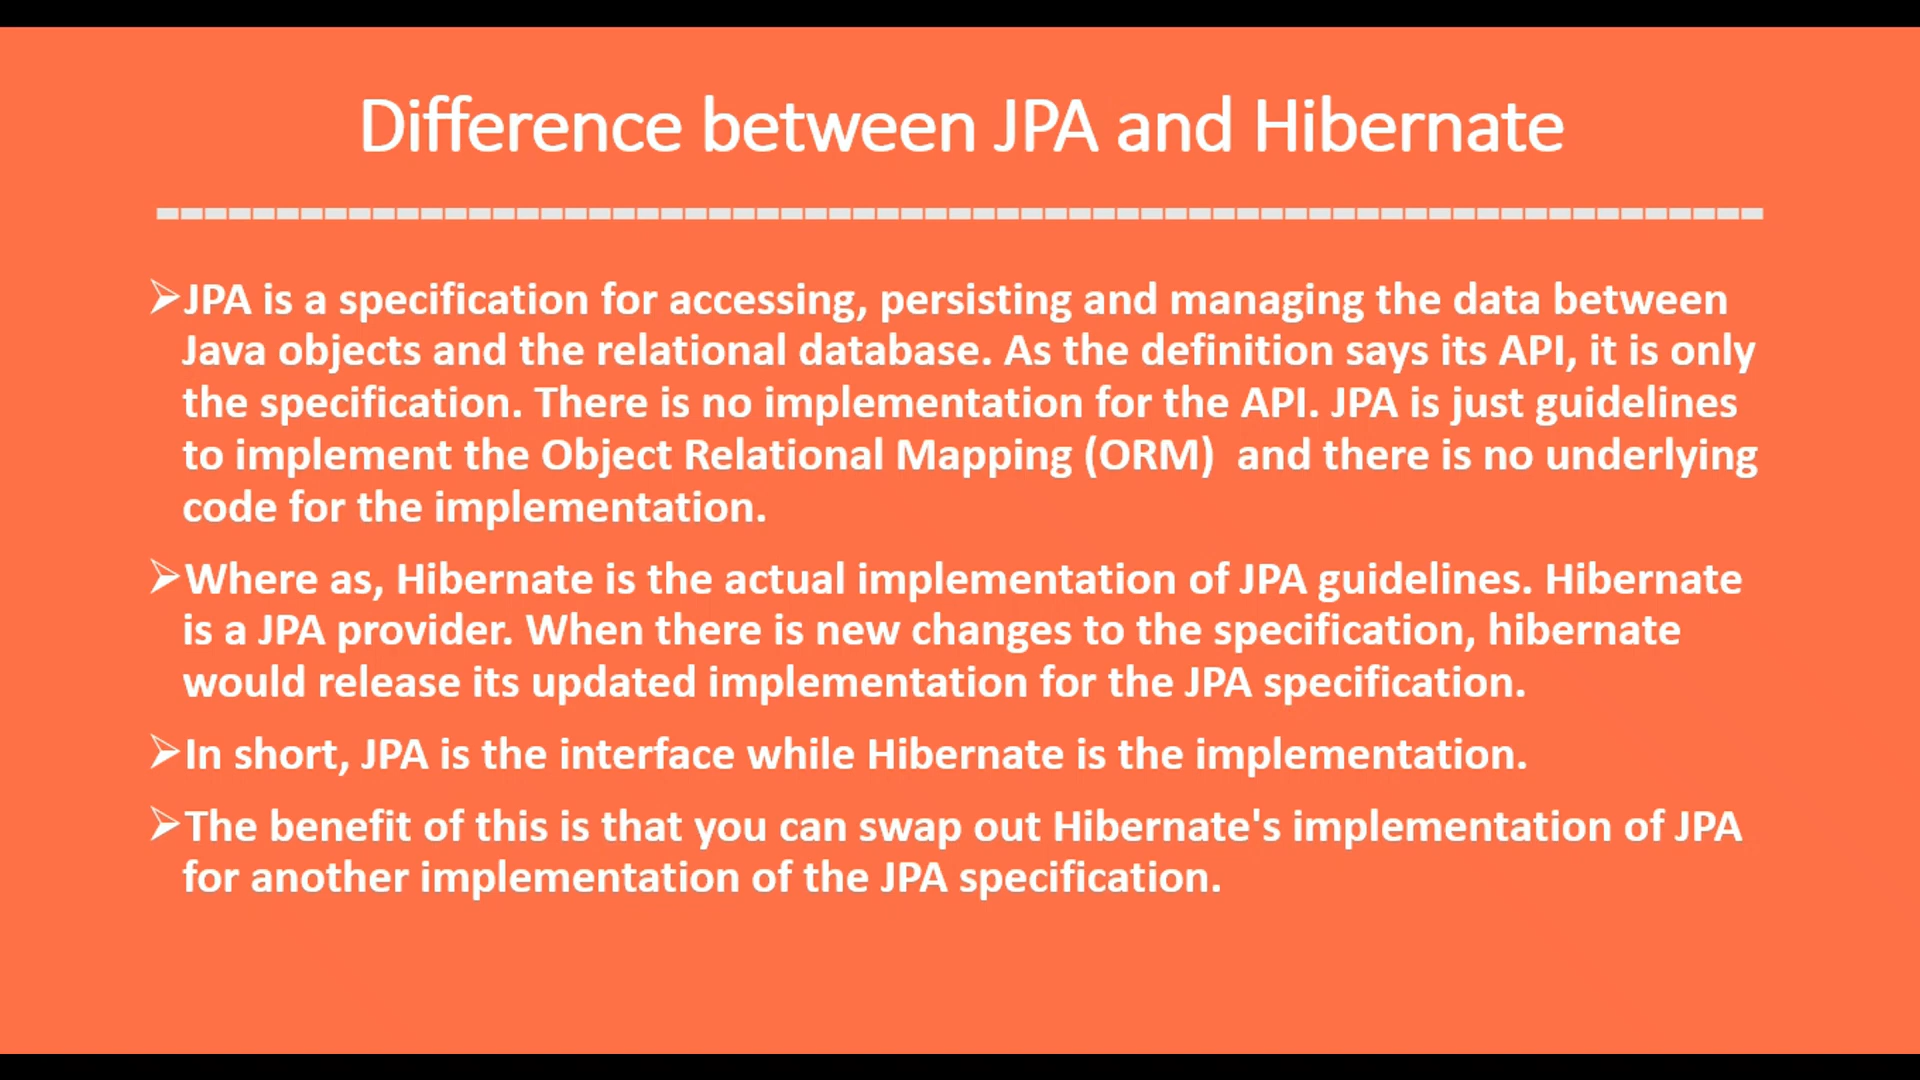 Difference between JPA and Hibernate
➢JPA is a specification for accessing, persisting and managing the data between
Java objects and the relational database. As the definition says its API, it is only
the specification. There is no implementation for the API. JPA is just guidelines
to implement the Object Relational Mapping (ORM)  and there is no underlying
code for the implementation.
➢Where as, Hibernate is the actual implementation of JPA guidelines. Hibernate
is a JPA provider. When there is new changes to the specification, hibernate
would release its updated implementation for the JPA specification.
➢In short, JPA is the interface while Hibernate is the implementation.
➢The benefit of this is that you can swap out Hibernate's implementation of JPA
for another implementation of the JPA specification.